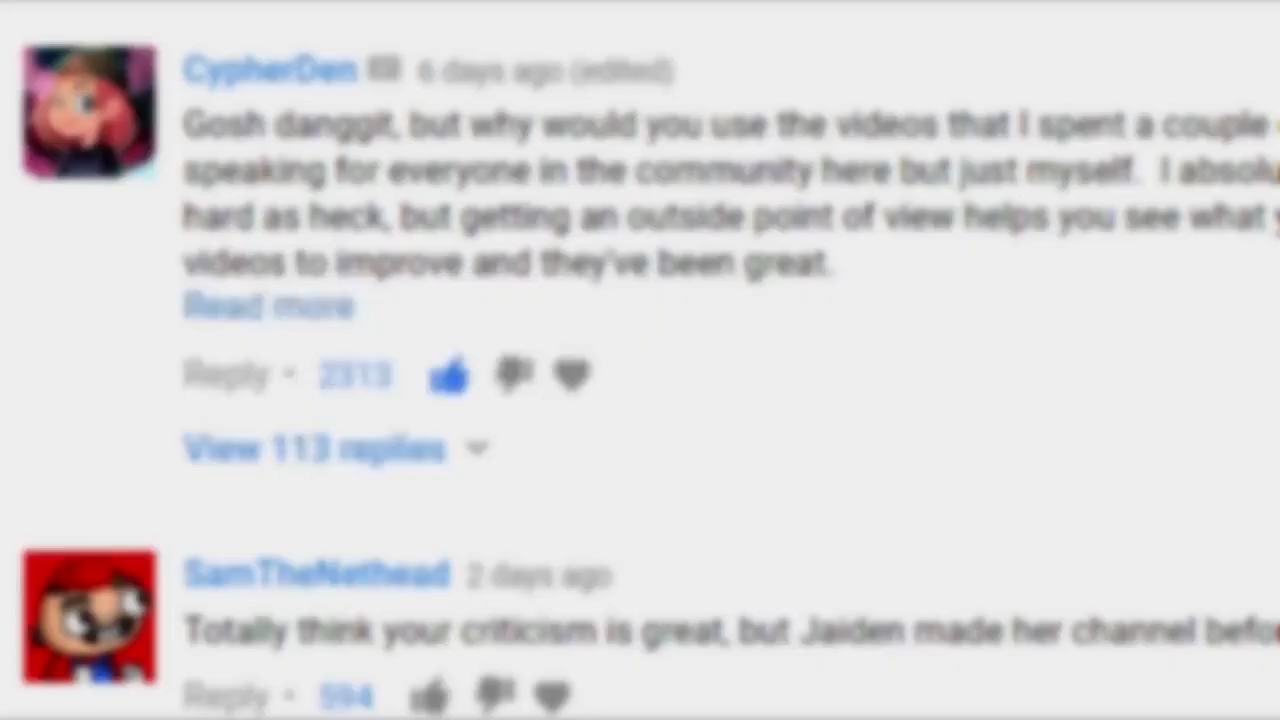 CypherDen 6 days ago (edited)
Gosh danggit, but why would you use the videos that I spent a couple
speaking for everyone in the community here but just myself. I absolu
hard as heck, but getting an outside point of view helps you see what y
videos to improve and they've been great.
Read more
Reply • 2313
View 113 replies
SamTheNethead 2 days ago
Totally think your criticism is great, but Jaiden made her channel befo
Reply • 594